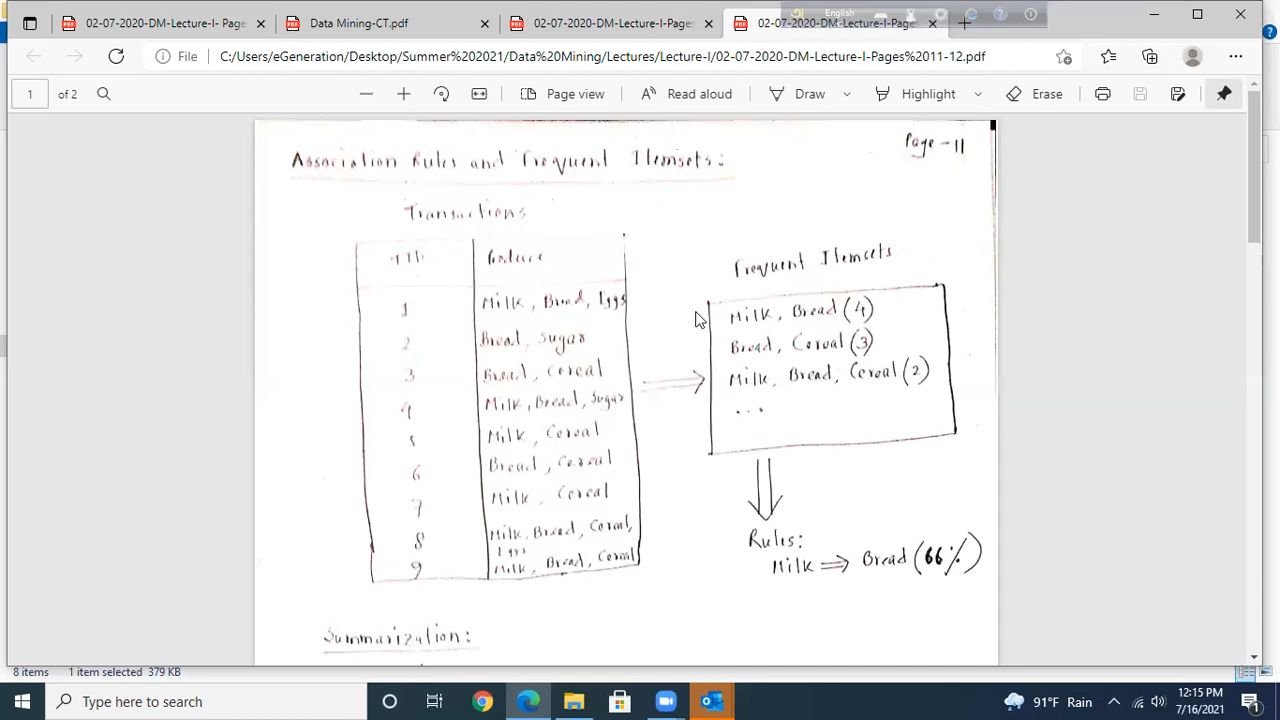 02-07-2020-DM-Lecture-I-Page
Data Mining-CT.pdf
02-07-2020-DM-Lecture-I-Page
02-07-2020-DM-Lecture-I-Page
English
File
C:/Users/eGeneration/Desktop/Summer%202021/Data%20Mining/Lectures/Lecture-I/02-07-2020-DM-Lecture-I-Pages%2011-12.pdf
1 of 2
Page view
Read aloud
Draw
Highlight
Erase
Page - 11
Association Rules and Frequent Itemsets:
Transactions
TID
Frequent Itemsets
1 Milk, Bread, Eggs
2 Bread, Sugar
3 Bread, Cereal
4 Milk, Bread, Sugar
5 Milk, Cereal
6 Bread, Cereal
7 Milk, Cereal
8 Milk, Bread, Cereal,
Eggs
9 Milk, Bread, Cereal
Milk, Bread (4)
Bread, Cereal (3)
Milk, Bread, Cereal (2)
...
Rules:
Milk ⇒ Bread (66%)
Summarization:
8 items 1 item selected 379 KB
Type here to search
91°F Rain
12:15 PM
7/16/2021
1